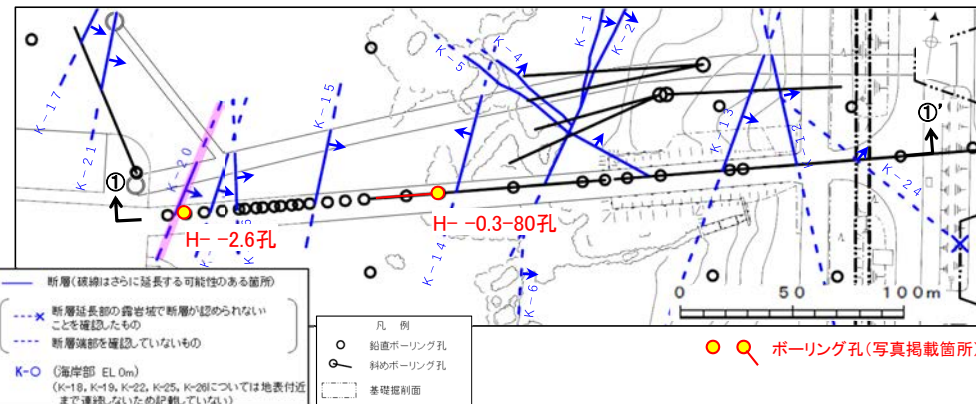 K-1
K-2
K-4
K-5
K-17
K-15
K-21
K-20
K-13
K-12
①'
①
K-24
H- -2.6孔
H- -0.3-80孔
K-14
K-6
断層(破線はさらに延長する可能性のある箇所)
断層延長部の露岩域で断層が認められない
ことを確認したもの
断層端部を確認していないもの
K-○ (海岸部 EL 0m)
(K-18, K-19, K-22, K-25, K-26については地表付近
まで連続しないため記載していない)
凡 例
鉛直ボーリング孔
斜めボーリング孔
基礎掘削面
0 50 100m
ボーリング孔(写真掲載箇所)